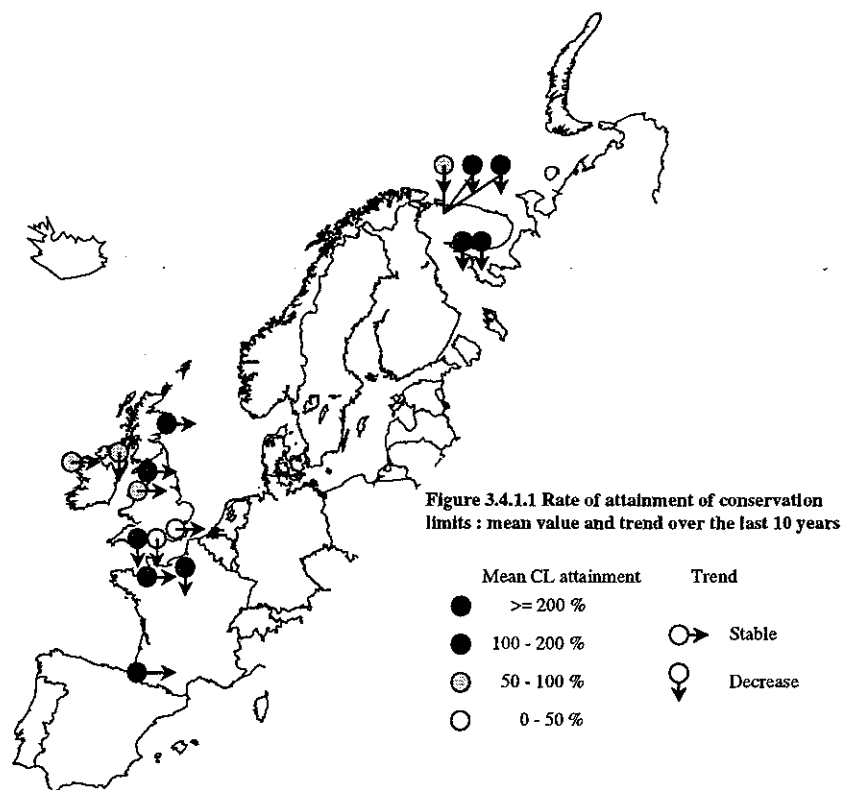 Figure 3.4.1.1 Rate of attainment of conservation
limits : mean value and trend over the last 10 years
Mean CL attainment Trend
>= 200 %
100 - 200 % Stable
50 - 100 % Decrease
0 - 50 %